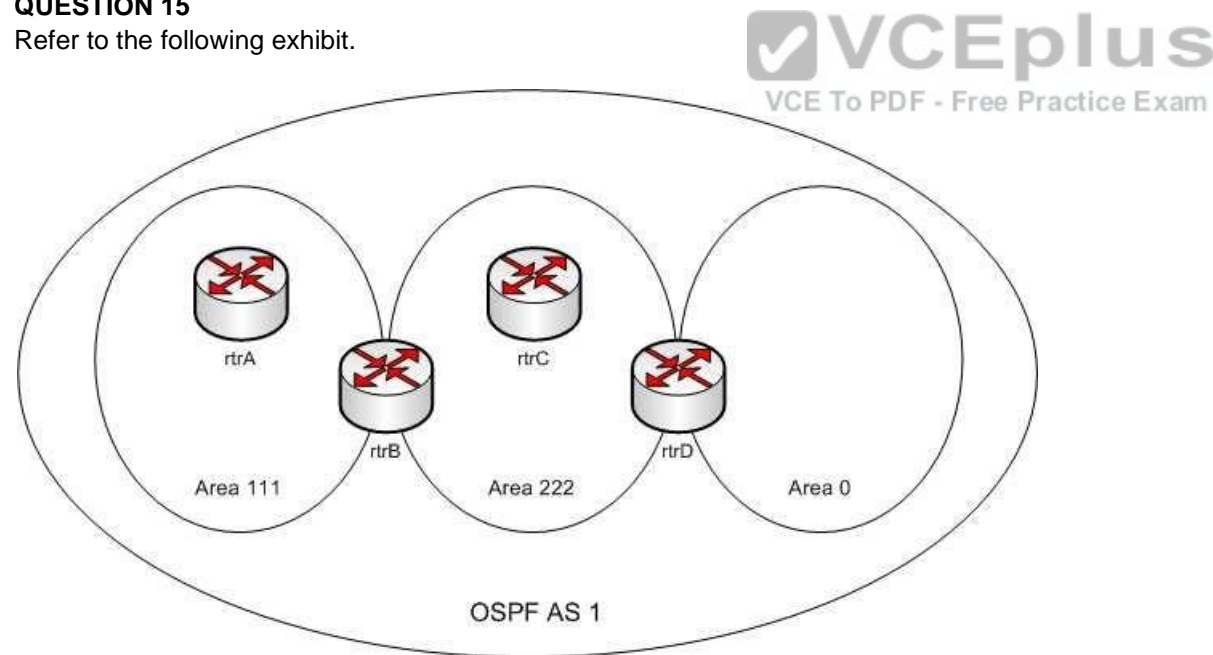 QUESTION 15
Refer to the following exhibit.
VCEplus
VCE To PDF - Free Practice Exam
rtrA
rtrC
rtrB
rtrD
Area 111
Area 222
Area 0
OSPF AS 1